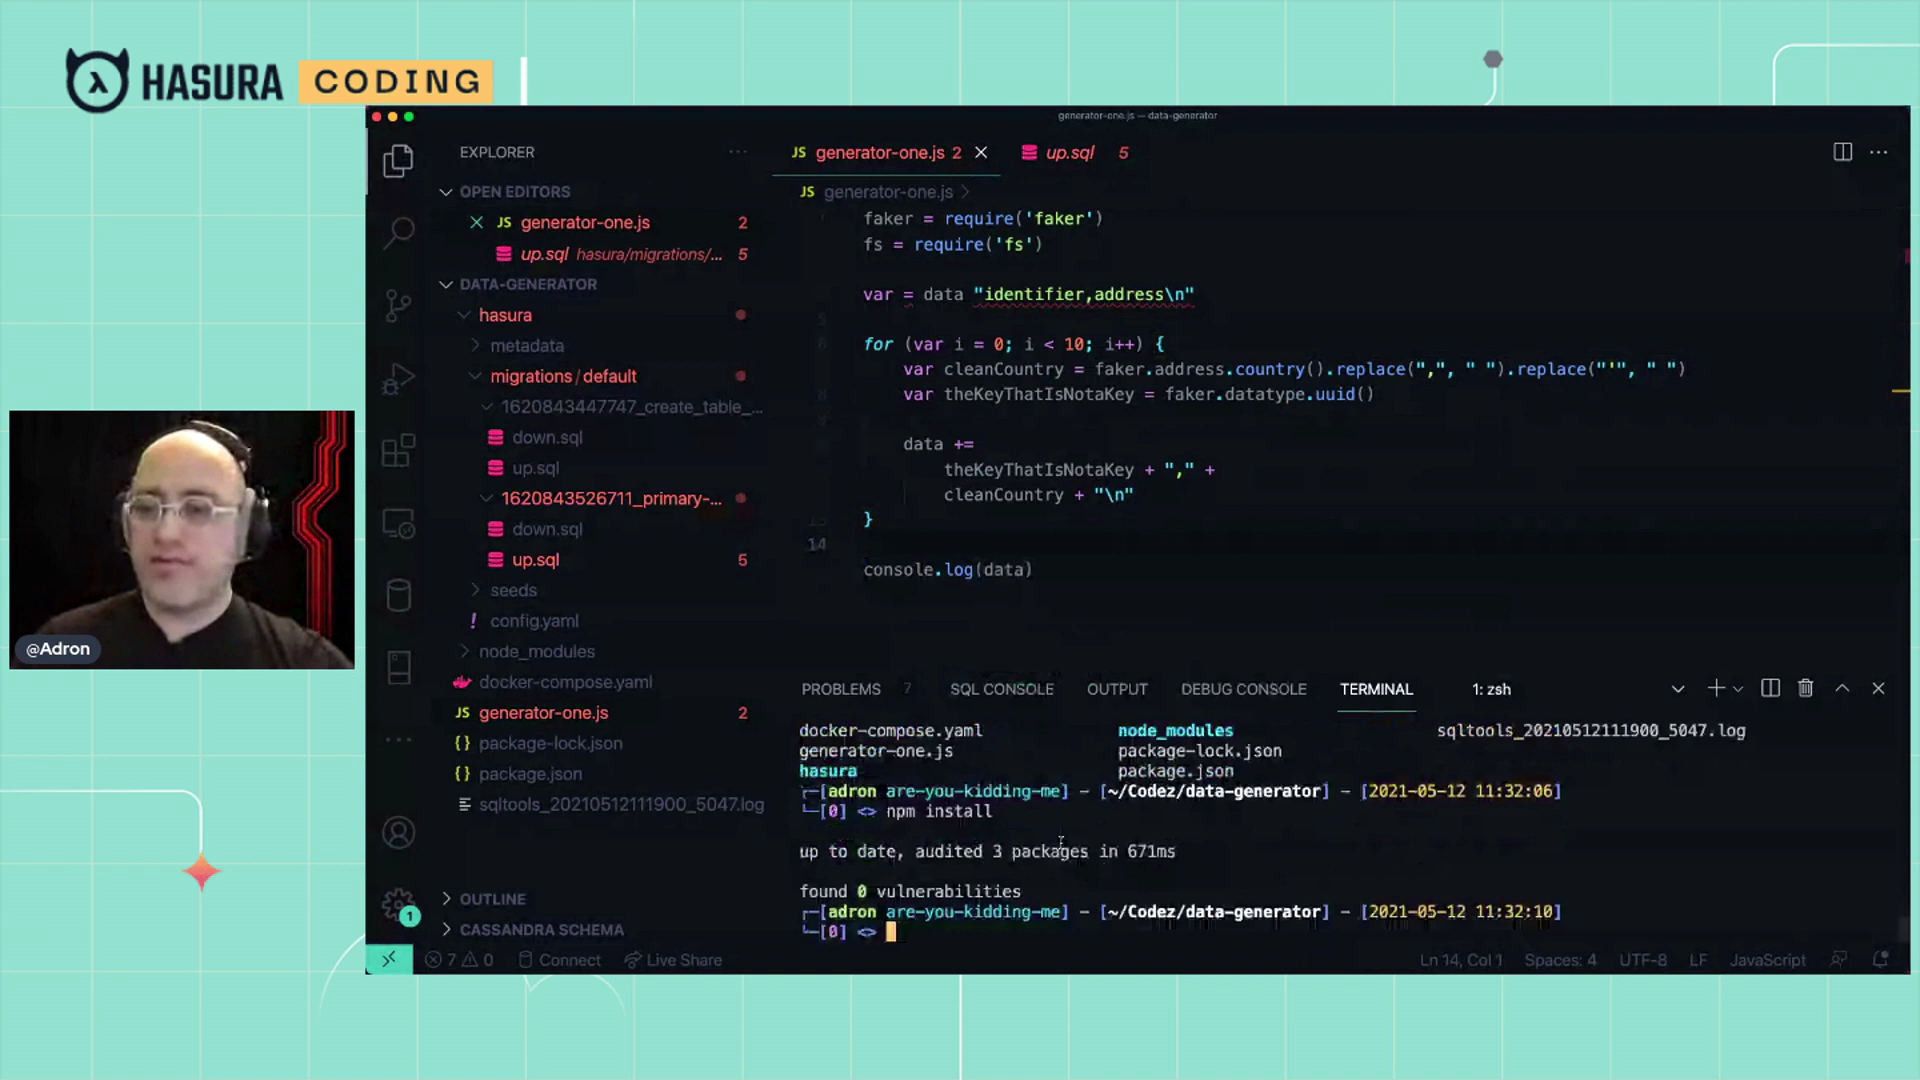 HASURA CODING
generator-one.js — data-generator
EXPLORER
JS generator-one.js 2
up.sql 5
OPEN EDITORS
JS generator-one.js >
JS generator-one.js 2
up.sql hasura/migrations/... 5
DATA-GENERATOR
hasura
metadata
migrations / default
1620843447747_create_table_...
down.sql
up.sql
1620843526711_primary-...
down.sql
up.sql 5
seeds
! config.yaml
node_modules
docker-compose.yaml
JS generator-one.js 2
{} package-lock.json
{} package.json
sqltools_20210512111900_5047.log
OUTLINE
CASSANDRA SCHEMA
faker = require('faker')
fs = require('fs')
var = data "identifier,address\n"
for (var i = 0; i < 10; i++) {
var cleanCountry = faker.address.country().replace(",", " ").replace("'", " ")
var theKeyThatIsNotaKey = faker.datatype.uuid()
data +=
theKeyThatIsNotaKey + "," +
cleanCountry + "\n"
}
14
console.log(data)
PROBLEMS 7 SQL CONSOLE OUTPUT DEBUG CONSOLE TERMINAL 1: zsh
docker-compose.yaml node_modules sqltools_20210512111900_5047.log
generator-one.js package-lock.json
hasura package.json
[adron are-you-kidding-me] - [~/Codez/data-generator] - [2021-05-12 11:32:06]
[0] <> npm install
up to date, audited 3 packages in 671ms
found 0 vulnerabilities
[adron are-you-kidding-me] - [~/Codez/data-generator] - [2021-05-12 11:32:10]
[0] <>
1
7 0 Connect Live Share Ln 14, Col 1 Spaces: 4 UTF-8 LF JavaScript
@Adron